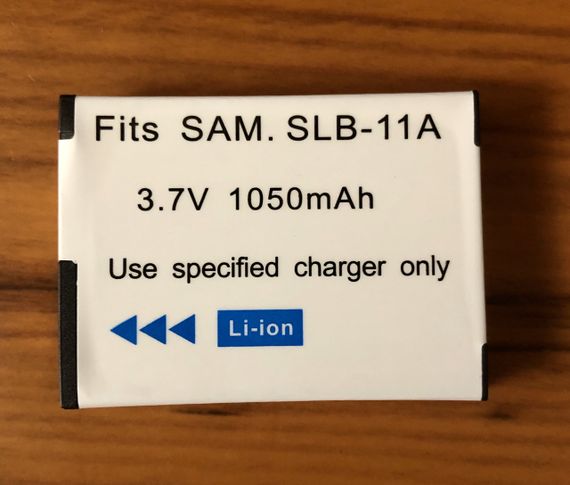 Fits SAM. SLB-11A
3.7V 1050mAh
Use specified charger only
Li-ion